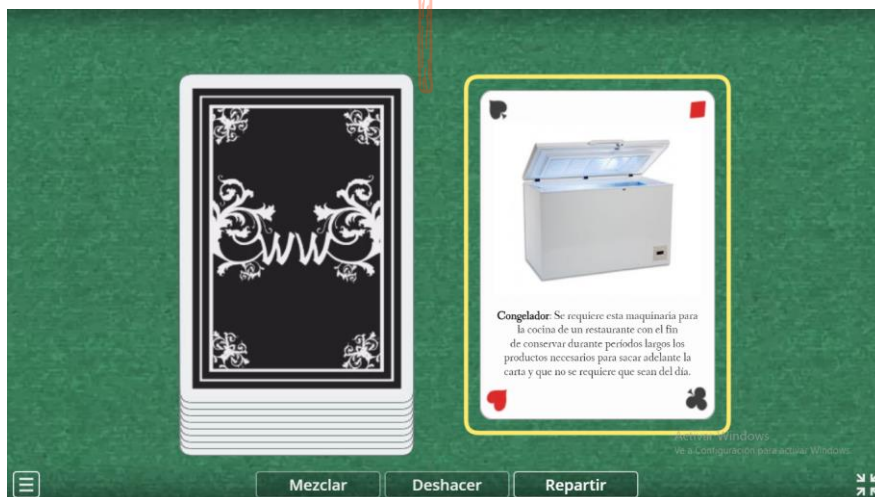 WW
Congelador: Se requiere esta maquinaria para
la cocina de un restaurante con el fin
de conservar durante períodos largos los
productos necesarios para sacar adelante la
carta y que no se requiere que sean del día.
Activar Windows
Ve a Configuración para activar Windows.
Mezclar
Deshacer
Repartir